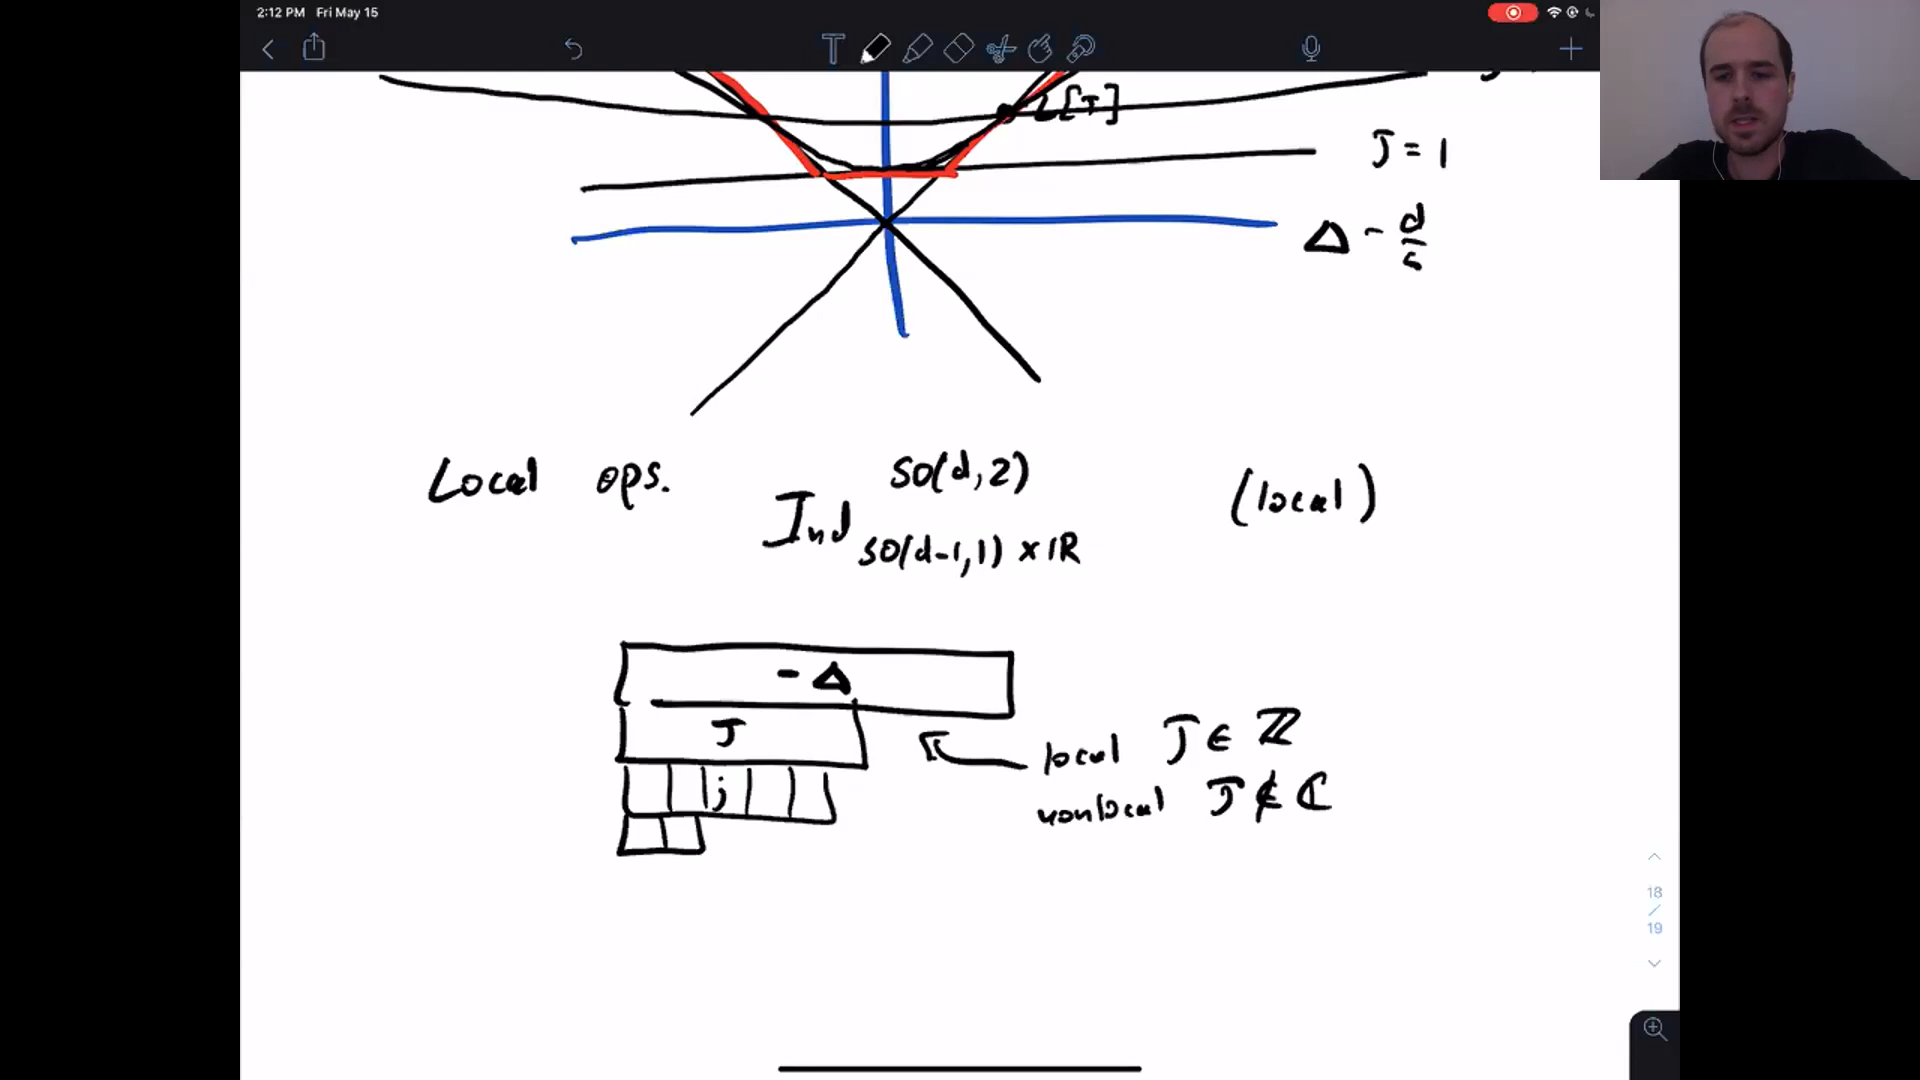 2:12 PM Fri May 15
T
L[T]
J = 1
Δ - d/2
Local ops.
Ind SO(d,2)
SO(d-1,1) × ℝ
(local)
- Δ
J
j
local J ∈ ℤ
nonlocal J ∉ ℂ
18
/
19